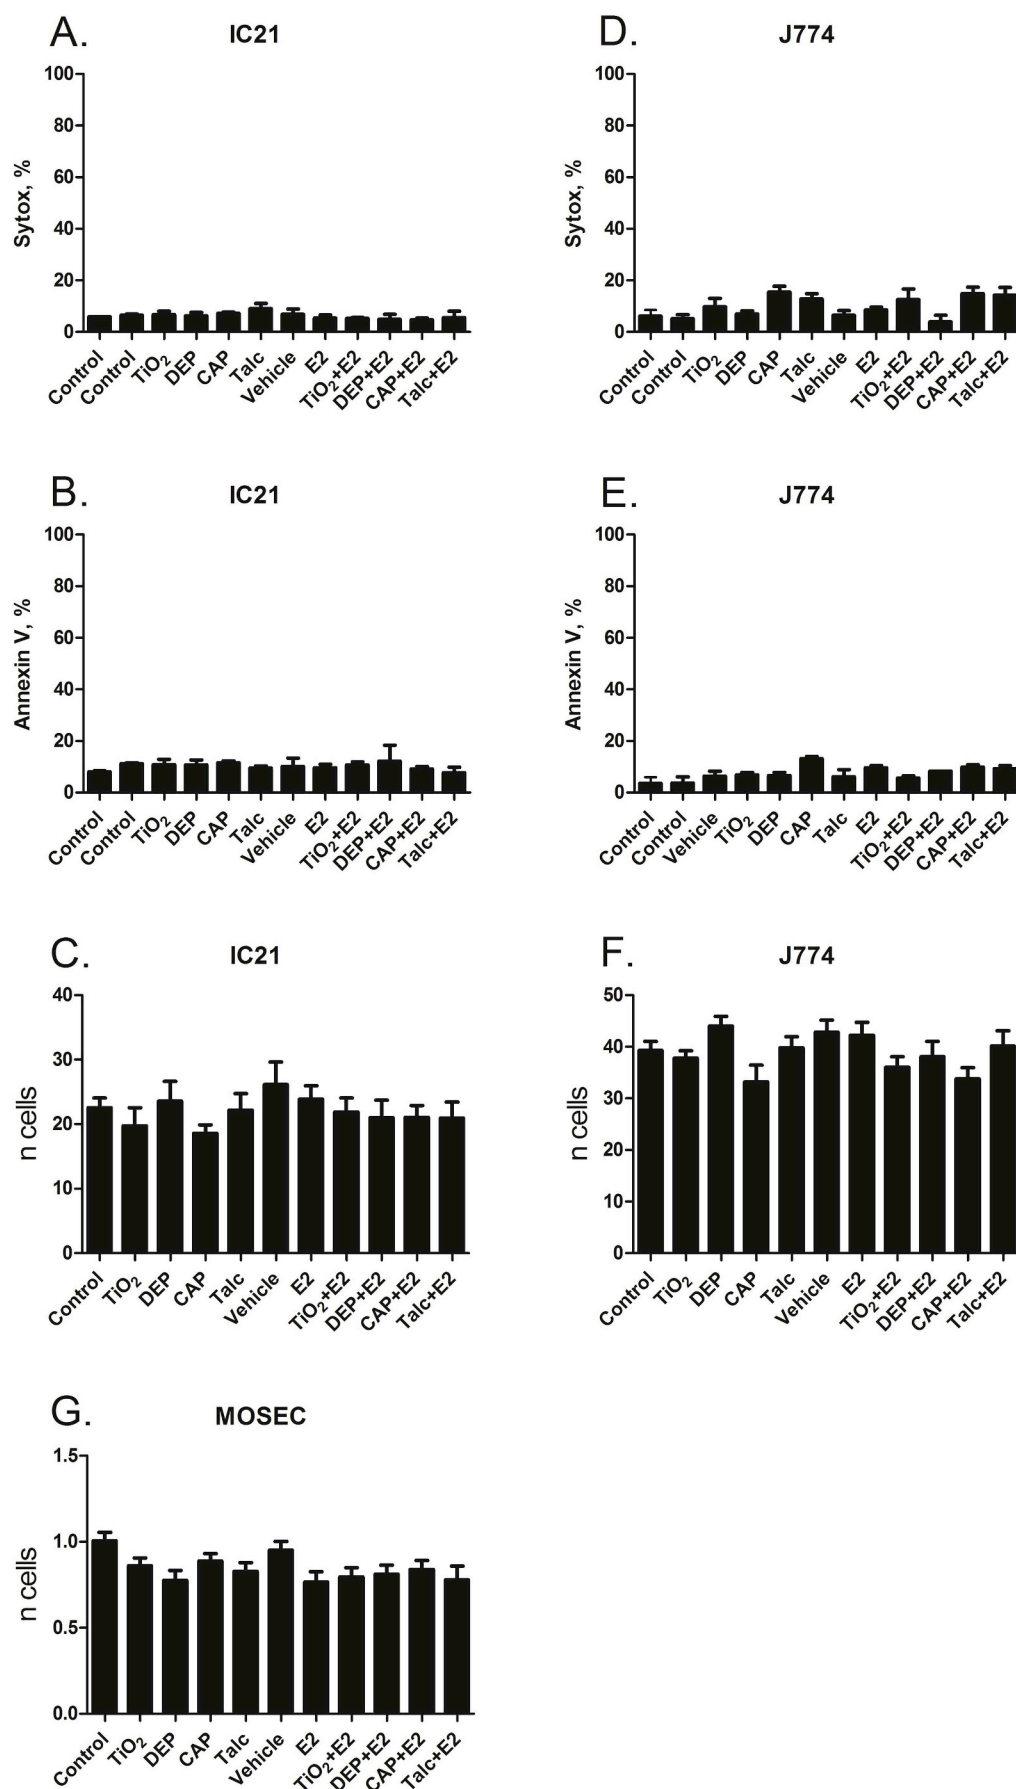 A.
IC21
Sytox, %
100
80
60
40
20
0
Control
Control
TiO2
DEP
CAP
Talc
Vehicle
E2
TiO2+E2
DEP+E2
CAP+E2
Talc+E2
D.
J774
Sytox, %
100
80
60
40
20
0
Control
Control
TiO2
DEP
CAP
Talc
Vehicle
E2
TiO2+E2
DEP+E2
CAP+E2
Talc+E2
B.
IC21
Annexin V, %
100
80
60
40
20
0
Control
Control
TiO2
DEP
CAP
Talc
Vehicle
E2
TiO2+E2
DEP+E2
CAP+E2
Talc+E2
E.
J774
Annexin V, %
100
80
60
40
20
0
Control
Control
Vehicle
TiO2
DEP
CAP
Talc
E2
TiO2+E2
DEP+E2
CAP+E2
Talc+E2
C.
IC21
n cells
40
30
20
10
0
Control
TiO2
DEP
CAP
Talc
Vehicle
E2
TiO2+E2
DEP+E2
CAP+E2
Talc+E2
F.
J774
n cells
50
40
30
20
10
0
Control
TiO2
DEP
CAP
Talc
Vehicle
E2
TiO2+E2
DEP+E2
CAP+E2
Talc+E2
G.
MOSEC
n cells
1.5
1.0
0.5
0.0
Control
TiO2
DEP
CAP
Talc
Vehicle
E2
TiO2+E2
DEP+E2
CAP+E2
Talc+E2